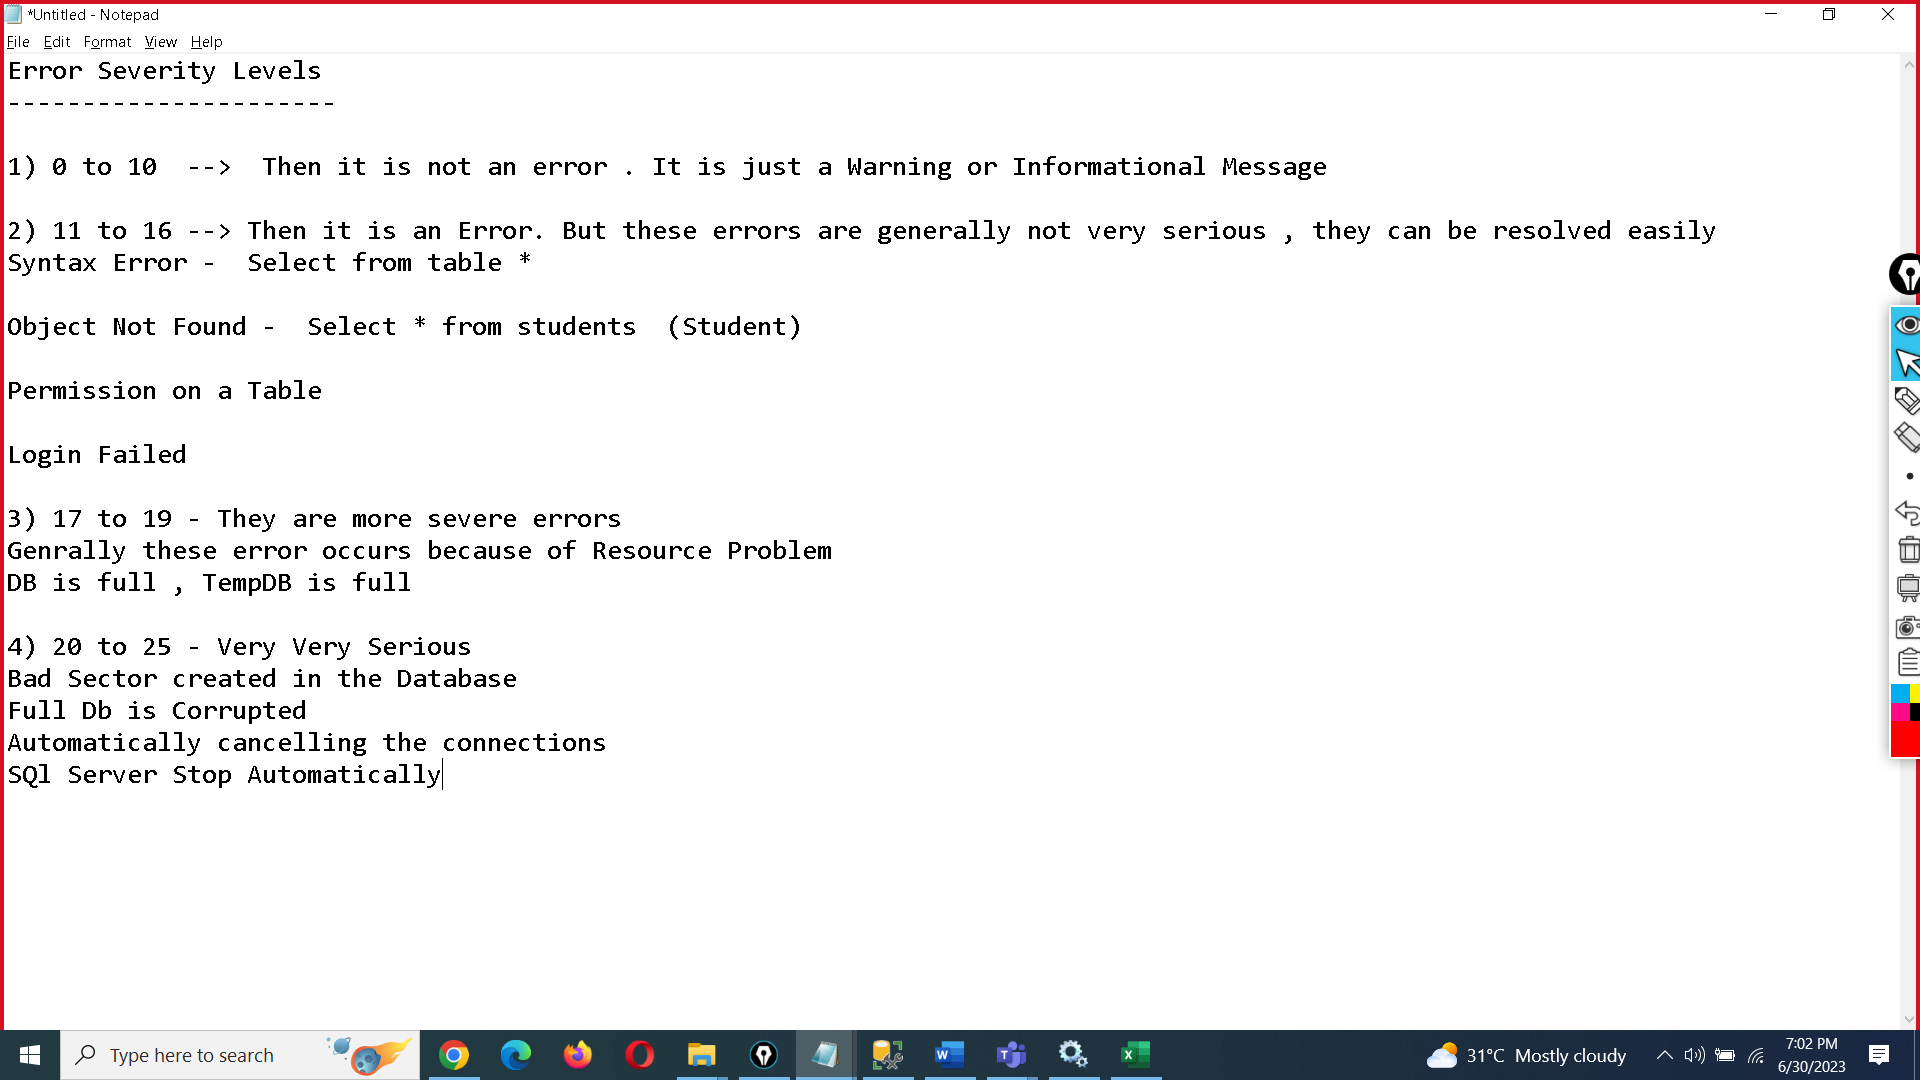 *Untitled - Notepad
File Edit Format View Help
Error Severity Levels
----------------------
1) 0 to 10  -->  Then it is not an error . It is just a Warning or Informational Message
2) 11 to 16 --> Then it is an Error. But these errors are generally not very serious , they can be resolved easily
Syntax Error -  Select from table *
Object Not Found -  Select * from students  (Student)
Permission on a Table
Login Failed
3) 17 to 19 - They are more severe errors
Genrally these error occurs because of Resource Problem
DB is full , TempDB is full
4) 20 to 25 - Very Very Serious
Bad Sector created in the Database
Full Db is Corrupted
Automatically cancelling the connections
SQl Server Stop Automatically
Type here to search
31°C Mostly cloudy
7:02 PM
6/30/2023